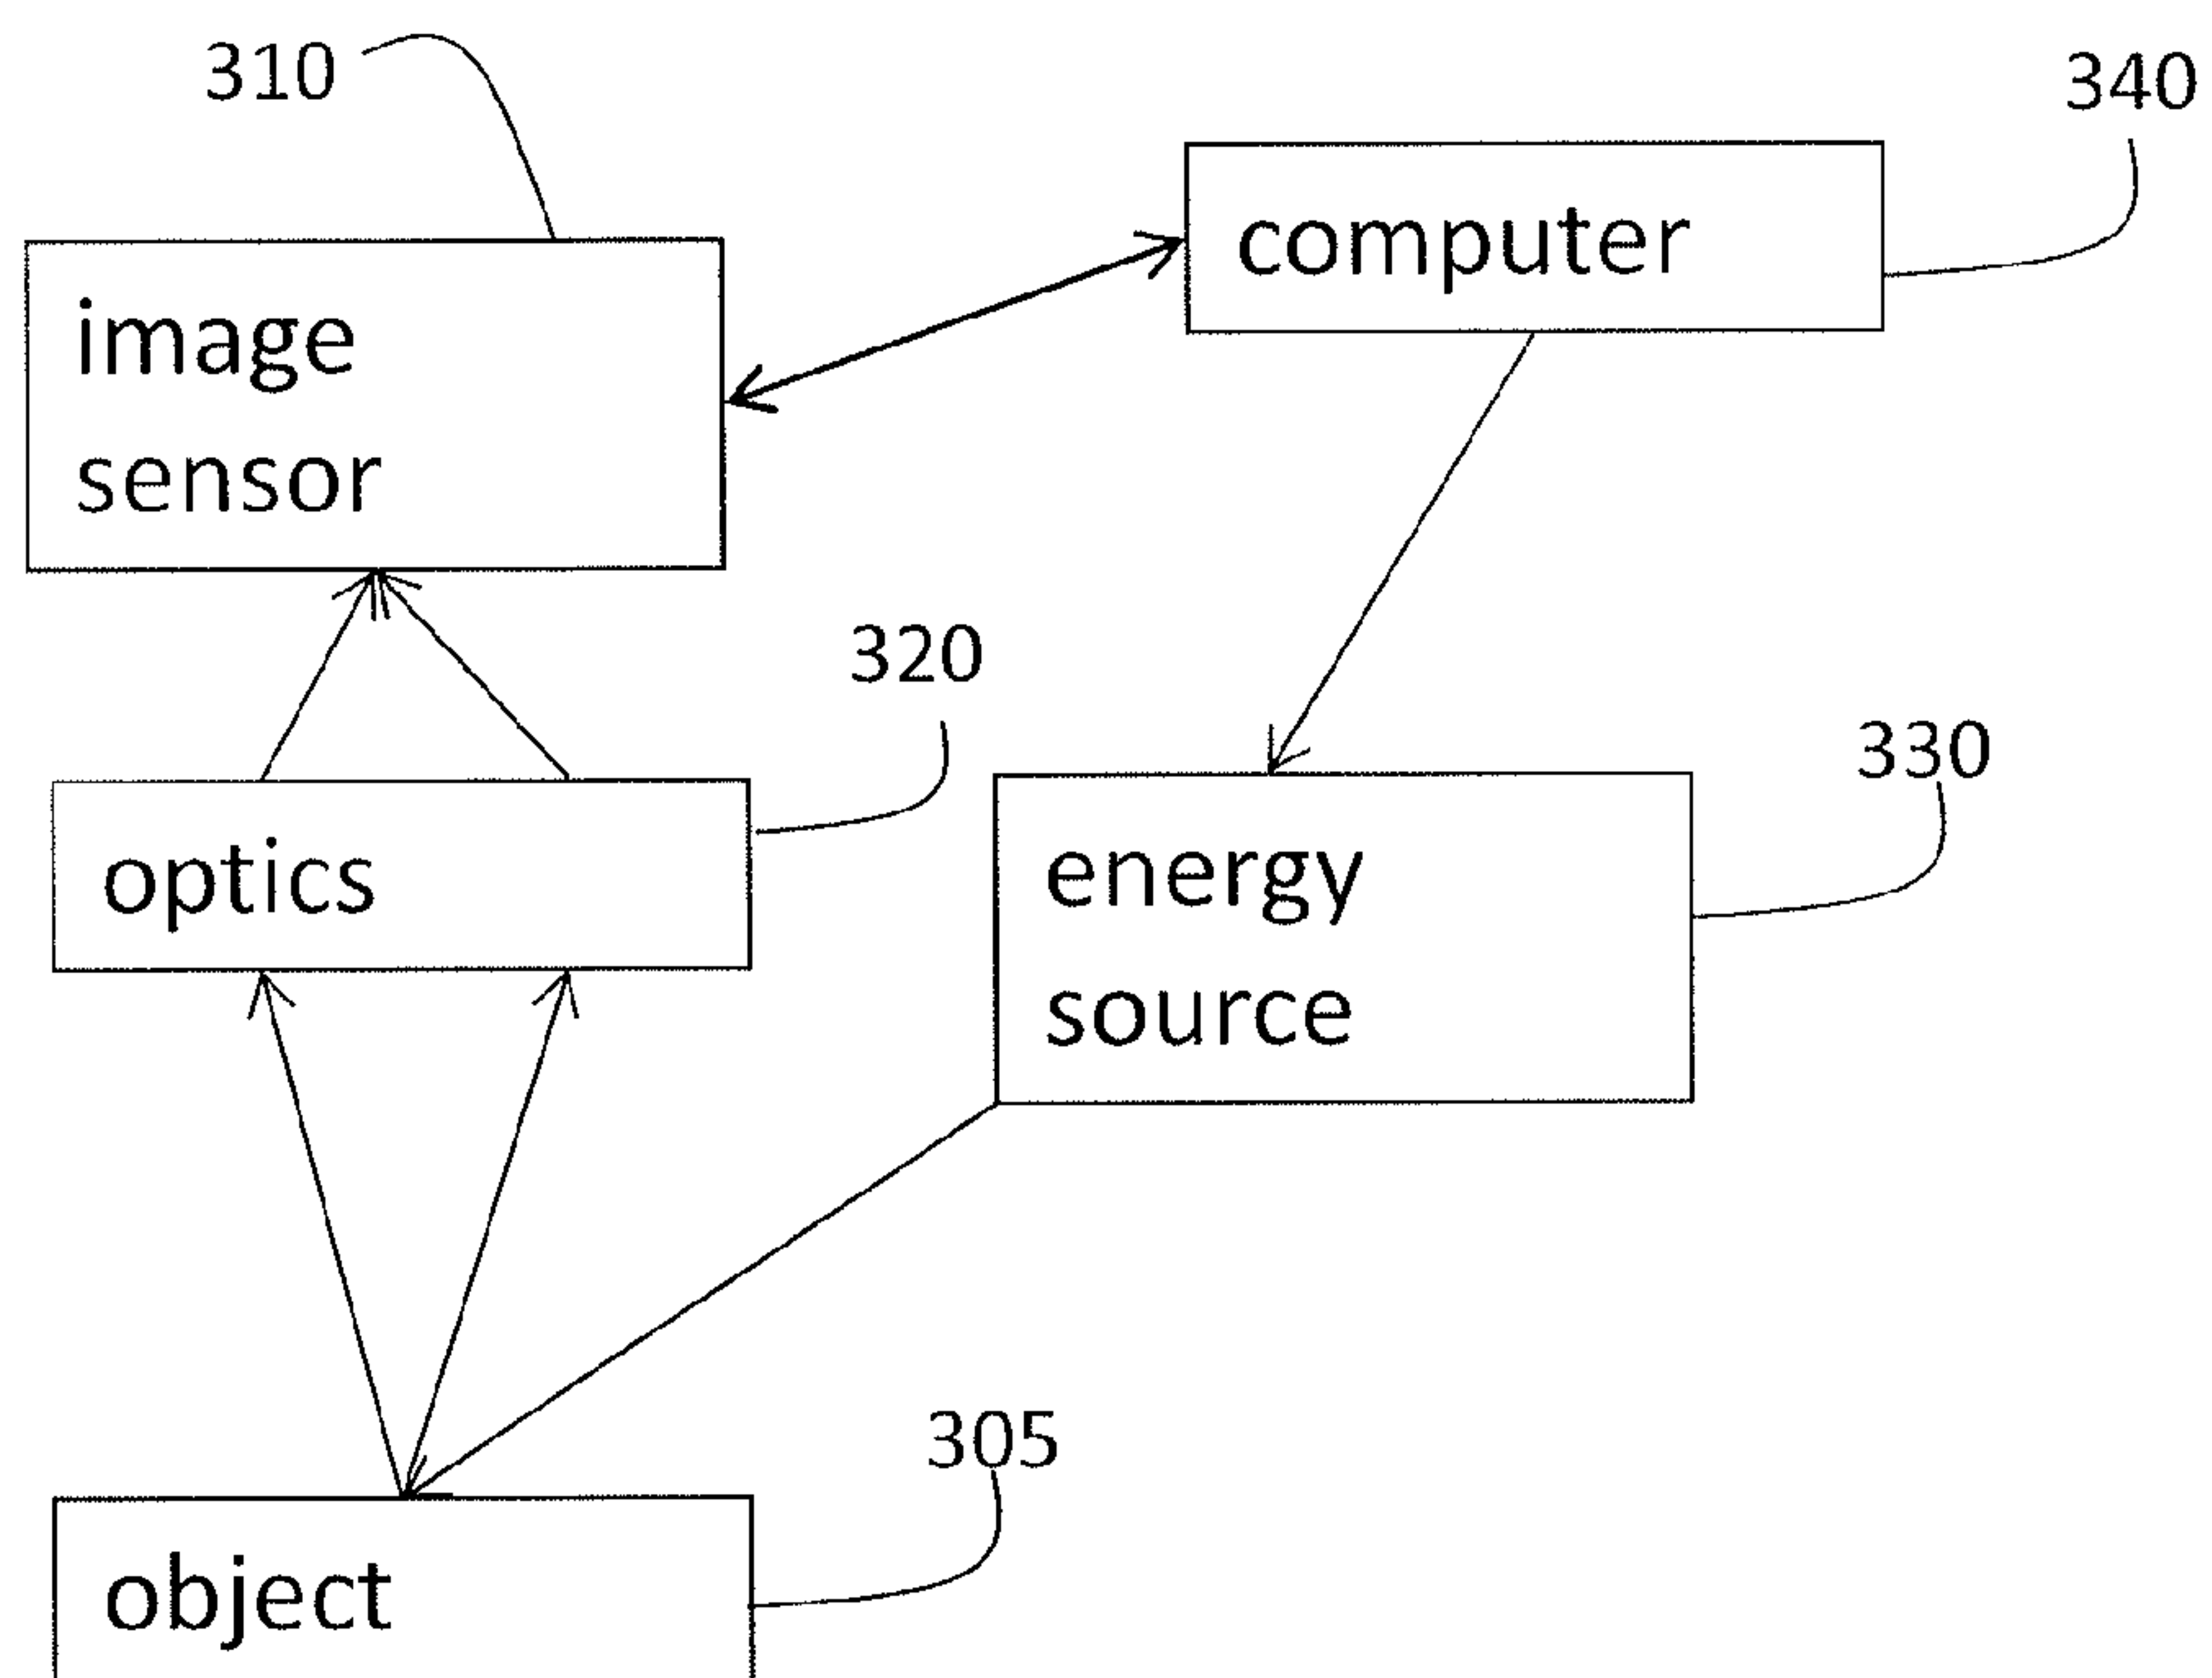 310
340
computer
image
sensor
320
330
optics
energy
source
305
object